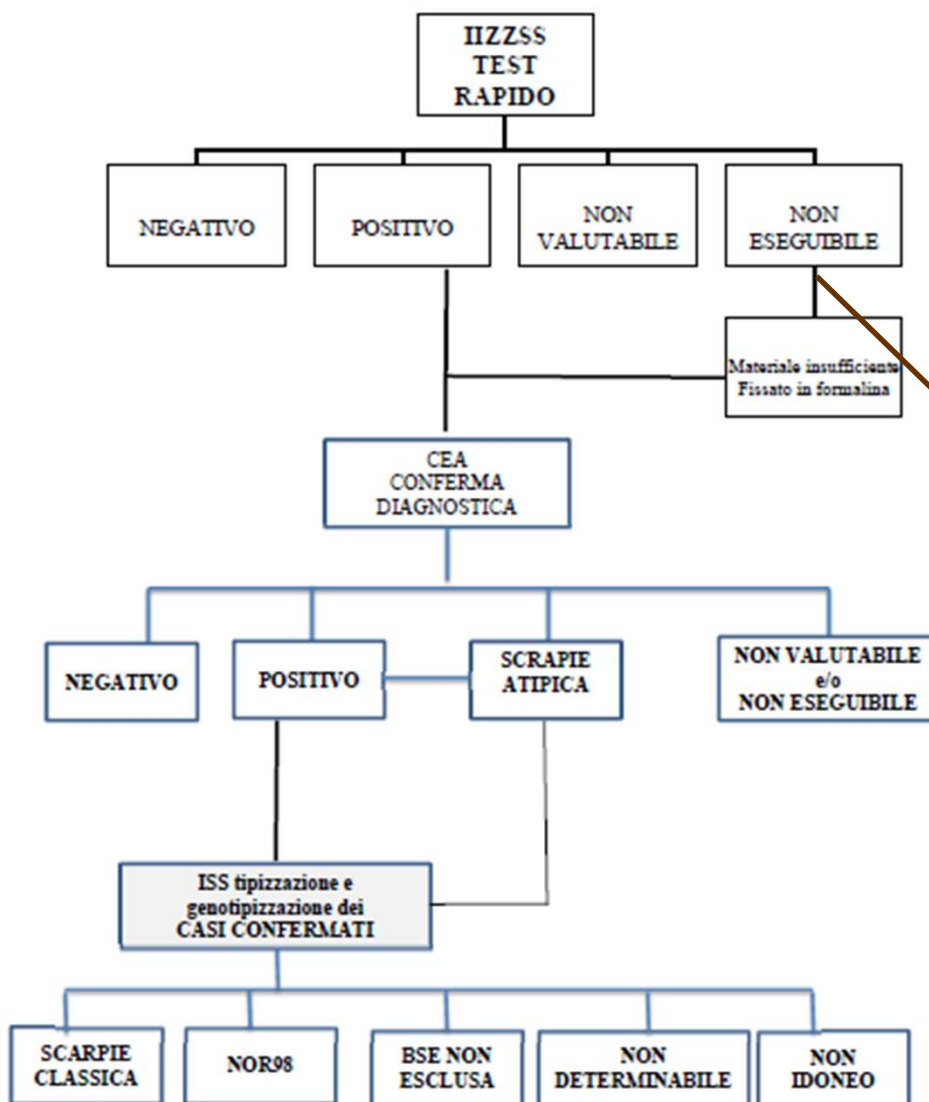 IIZZSS
TEST
RAPIDO
NEGATIVO
POSITIVO
NON
VALUTABILE
NON
ESEGUIBILE
Materiale insufficiente
Fissato in formalina
CEA
CONFERMA
DIAGNOSTICA
NEGATIVO
POSITIVO
SCRAPIE
ATIPICA
NON VALUTABILE
e/o
NON ESEGUIBILE
ISS tipizzazione e
genotipizzazione dei
CASI CONFERMATI
SCARPIE
CLASSICA
NOR98
BSE NON
ESCLUSA
NON
DETERMINABILE
NON
IDONEO